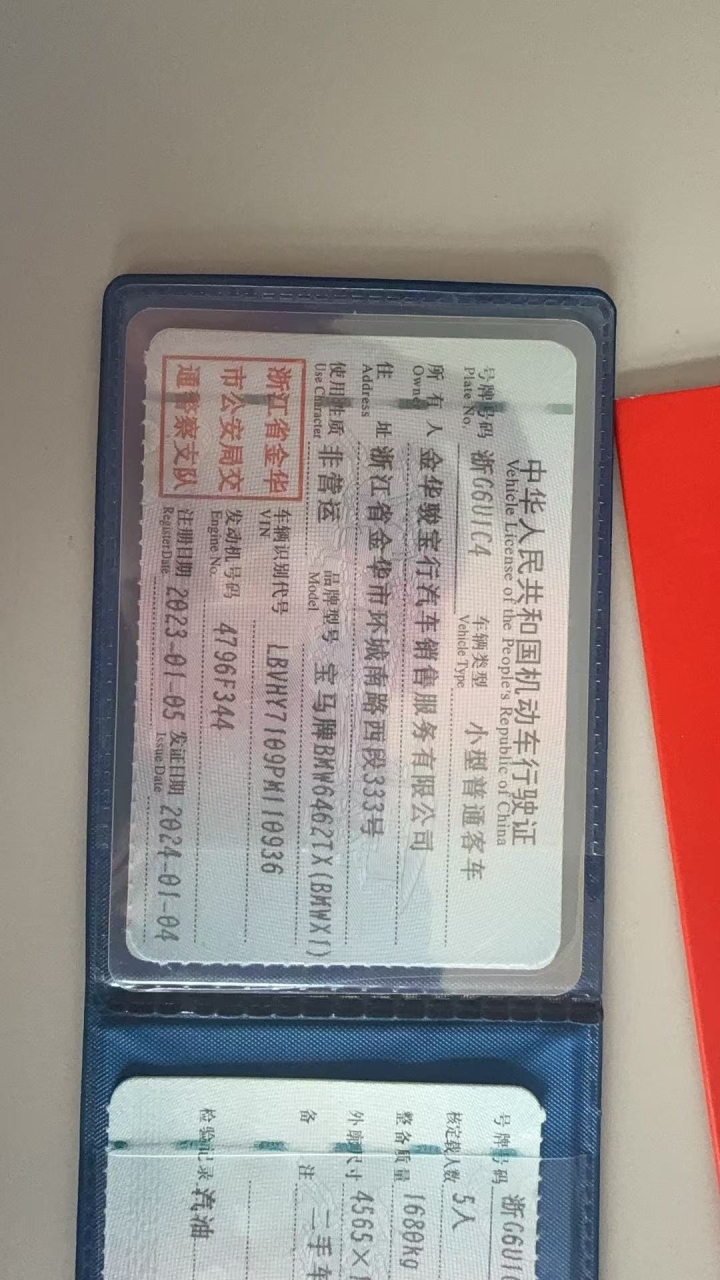 中华人民共和国机动车行驶证
Vehicle License of the People's Republic of China
号牌号码 浙G6U1C4 车辆类型 小型普通客车
Plate No. Vehicle Type
所有人 金华骏宝行汽车销售服务有限公司
Owner
住址 浙江省金华市环城南路西段333号
Address
使用性质 非营运 品牌型号 宝马牌BMW6462TX(BMWX1)
Use Character Model
浙江省金华
市公安局交
通警察支队
车辆识别代号 LBVHY7109PM110936
VIN
发动机号码 4796F344
Engine No.
注册日期 2023-01-05 发证日期 2024-01-04
Register Date Issue Date
号牌号码 浙G6U1
核定载人数 5人
整备质量 1680kg
外廓尺寸 4565×1
备注 二手车
检验记录 汽油